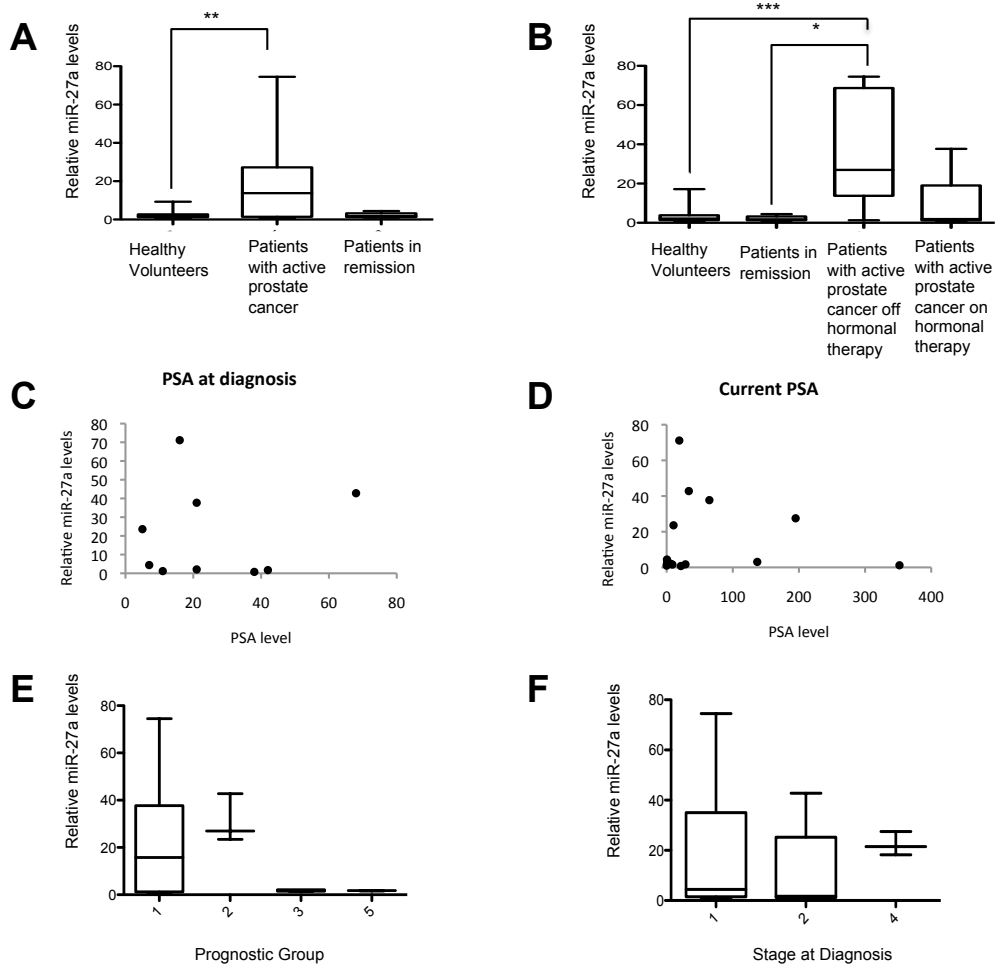 A
Relative miR-27a levels
**
80
60
40
20
0
Healthy
Volunteers
Patients
with active
prostate
cancer
Patients in
remission
B
Relative miR-27a levels
***
*
80
60
40
20
0
Healthy
Volunteers
Patients in
remission
Patients
with active
prostate
cancer off
hormonal
therapy
Patients
with active
prostate
cancer on
hormonal
therapy
C
PSA at diagnosis
Relative miR-27a levels
80
70
60
50
40
30
20
10
0
0 20 40 60 80
PSA level
D
Current PSA
Relative miR-27a levels
80
60
40
20
0
0 100 200 300 400
PSA level
E
Relative miR-27a levels
80
60
40
20
0
1 2 3 5
Prognostic Group
F
Relative miR-27a levels
80
60
40
20
0
1 2 4
Stage at Diagnosis